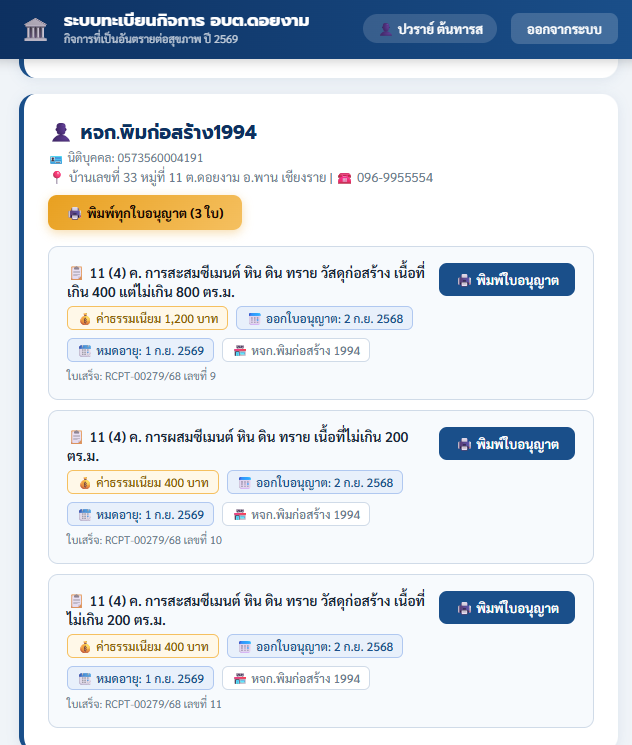 ระบบทะเบียนกิจการ อบต.ดอยงาม
กิจการที่เป็นอันตรายต่อสุขภาพ ปี 2569
ปวราย์ ต้นทารส
ออกจากระบบ
หจก.พิมก่อสร้าง1994
นิติบุคคล: 0573560004191
บ้านเลขที่ 33 หมู่ที่ 11 ต.ดอยงาม อ.พาน เชียงราย | ☎ 096-9955554
พิมพ์ทุกใบอนุญาต (3 ใบ)
11 (4) ค. การสะสมซีเมนต์ หิน ดิน ทราย วัสดุก่อสร้าง เนื้อที่
เกิน 400 แต่ไม่เกิน 800 ตร.ม.
พิมพ์ใบอนุญาต
ค่าธรรมเนียม 1,200 บาท
ออกใบอนุญาต: 2 ก.ย. 2568
หมดอายุ: 1 ก.ย. 2569
หจก.พิมก่อสร้าง 1994
ใบเสร็จ: RCPT-00279/68 เลขที่ 9
11 (4) ค. การผสมซีเมนต์ หิน ดิน ทราย เนื้อที่ไม่เกิน 200
ตร.ม.
พิมพ์ใบอนุญาต
ค่าธรรมเนียม 400 บาท
ออกใบอนุญาต: 2 ก.ย. 2568
หมดอายุ: 1 ก.ย. 2569
หจก.พิมก่อสร้าง 1994
ใบเสร็จ: RCPT-00279/68 เลขที่ 10
11 (4) ค. การสะสมซีเมนต์ หิน ดิน ทราย วัสดุก่อสร้าง เนื้อที่
ไม่เกิน 200 ตร.ม.
พิมพ์ใบอนุญาต
ค่าธรรมเนียม 400 บาท
ออกใบอนุญาต: 2 ก.ย. 2568
หมดอายุ: 1 ก.ย. 2569
หจก.พิมก่อสร้าง 1994
ใบเสร็จ: RCPT-00279/68 เลขที่ 11